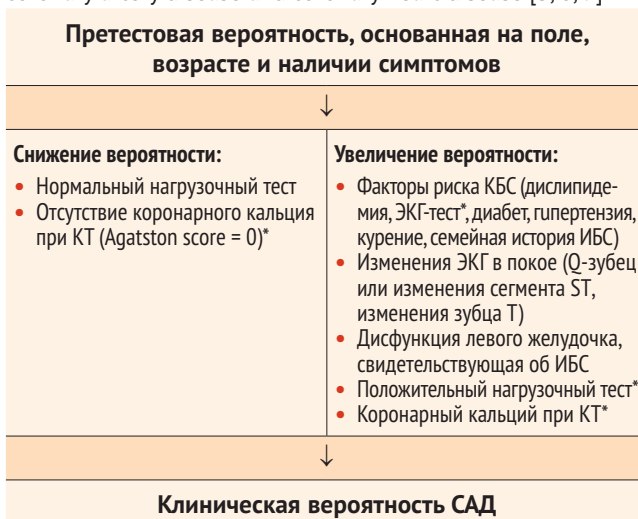 Претестовая вероятность, основанная на поле,
возрасте и наличии симптомов
↓
Снижение вероятности:
• Нормальный нагрузочный тест
• Отсутствие коронарного кальция
при КТ (Agatston score = 0)*
Увеличение вероятности:
• Факторы риска КБС (дислипиде-
мия, ЭКГ-тест*, диабет, гипертензия,
курение, семейная история ИБС)
• Изменения ЭКГ в покое (Q-зубец
или изменения сегмента ST,
изменения зубца T)
• Дисфункция левого желудочка,
свидетельствующая об ИБС
• Положительный нагрузочный тест*
• Коронарный кальций при КТ*
↓
Клиническая вероятность САД